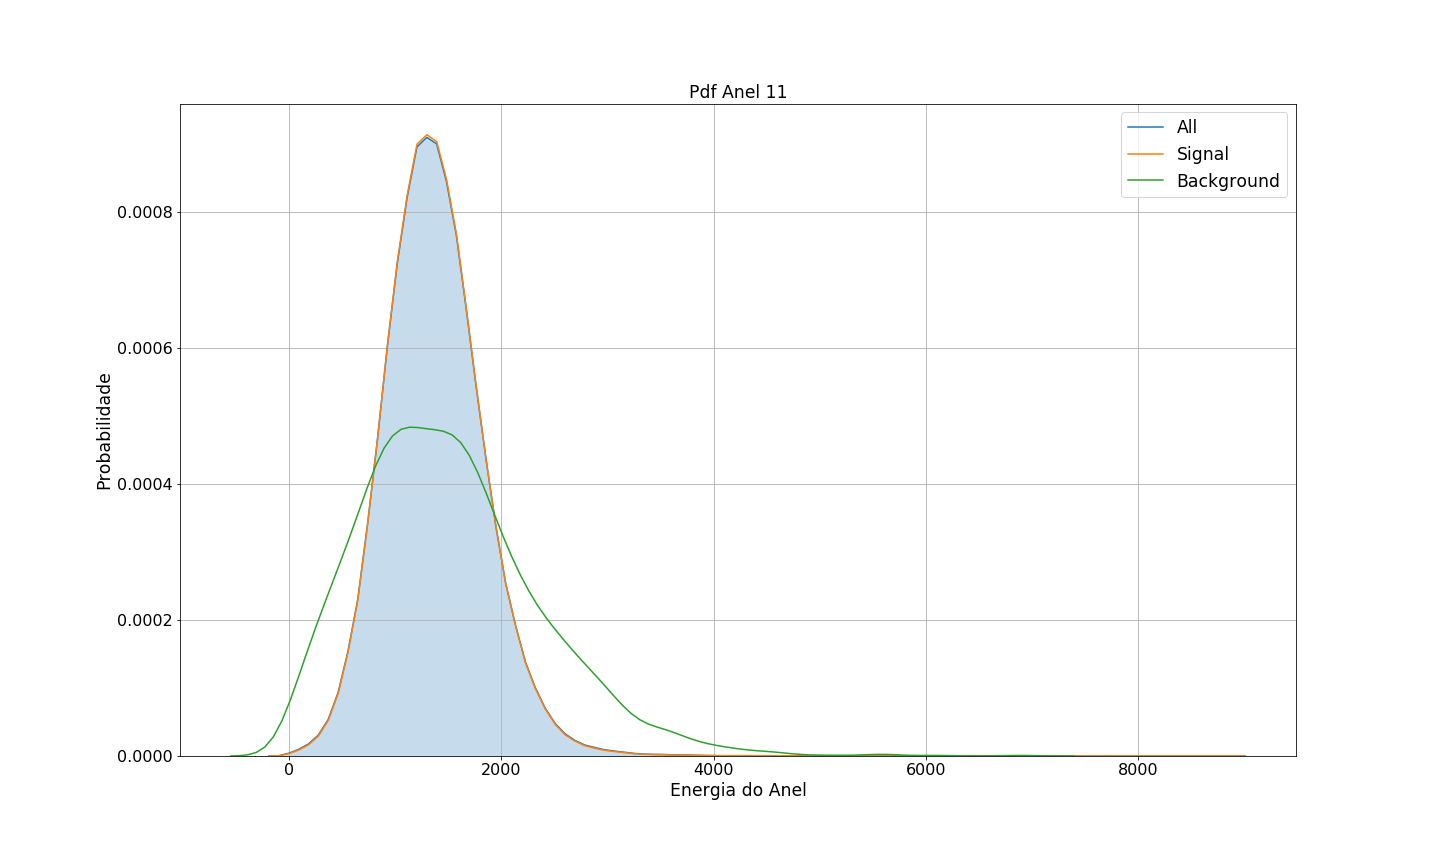 Pdf Anel 11
All
Signal
Background
0.0008
0.0006
0.0004
0.0002
0.0000
Probabilidade
0 2000 4000 6000 8000
Energia do Anel